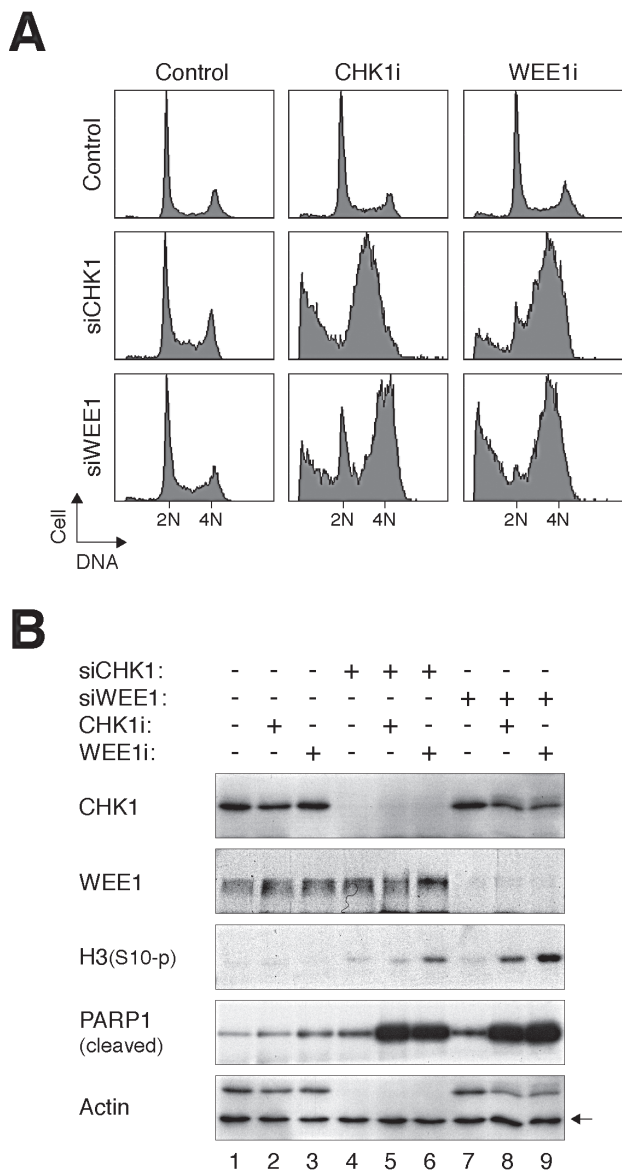 A
Control CHK1i WEE1i
Control
siCHK1
siWEE1
2N 4N 2N 4N 2N 4N
Cell
DNA
B
siCHK1: - - - + + + - - -
siWEE1: - - - - - - + + +
CHK1i: - + - - + - - + -
WEE1i: - - + - - + - - +
CHK1
WEE1
H3(S10-p)
PARP1
(cleaved)
Actin
1 2 3 4 5 6 7 8 9